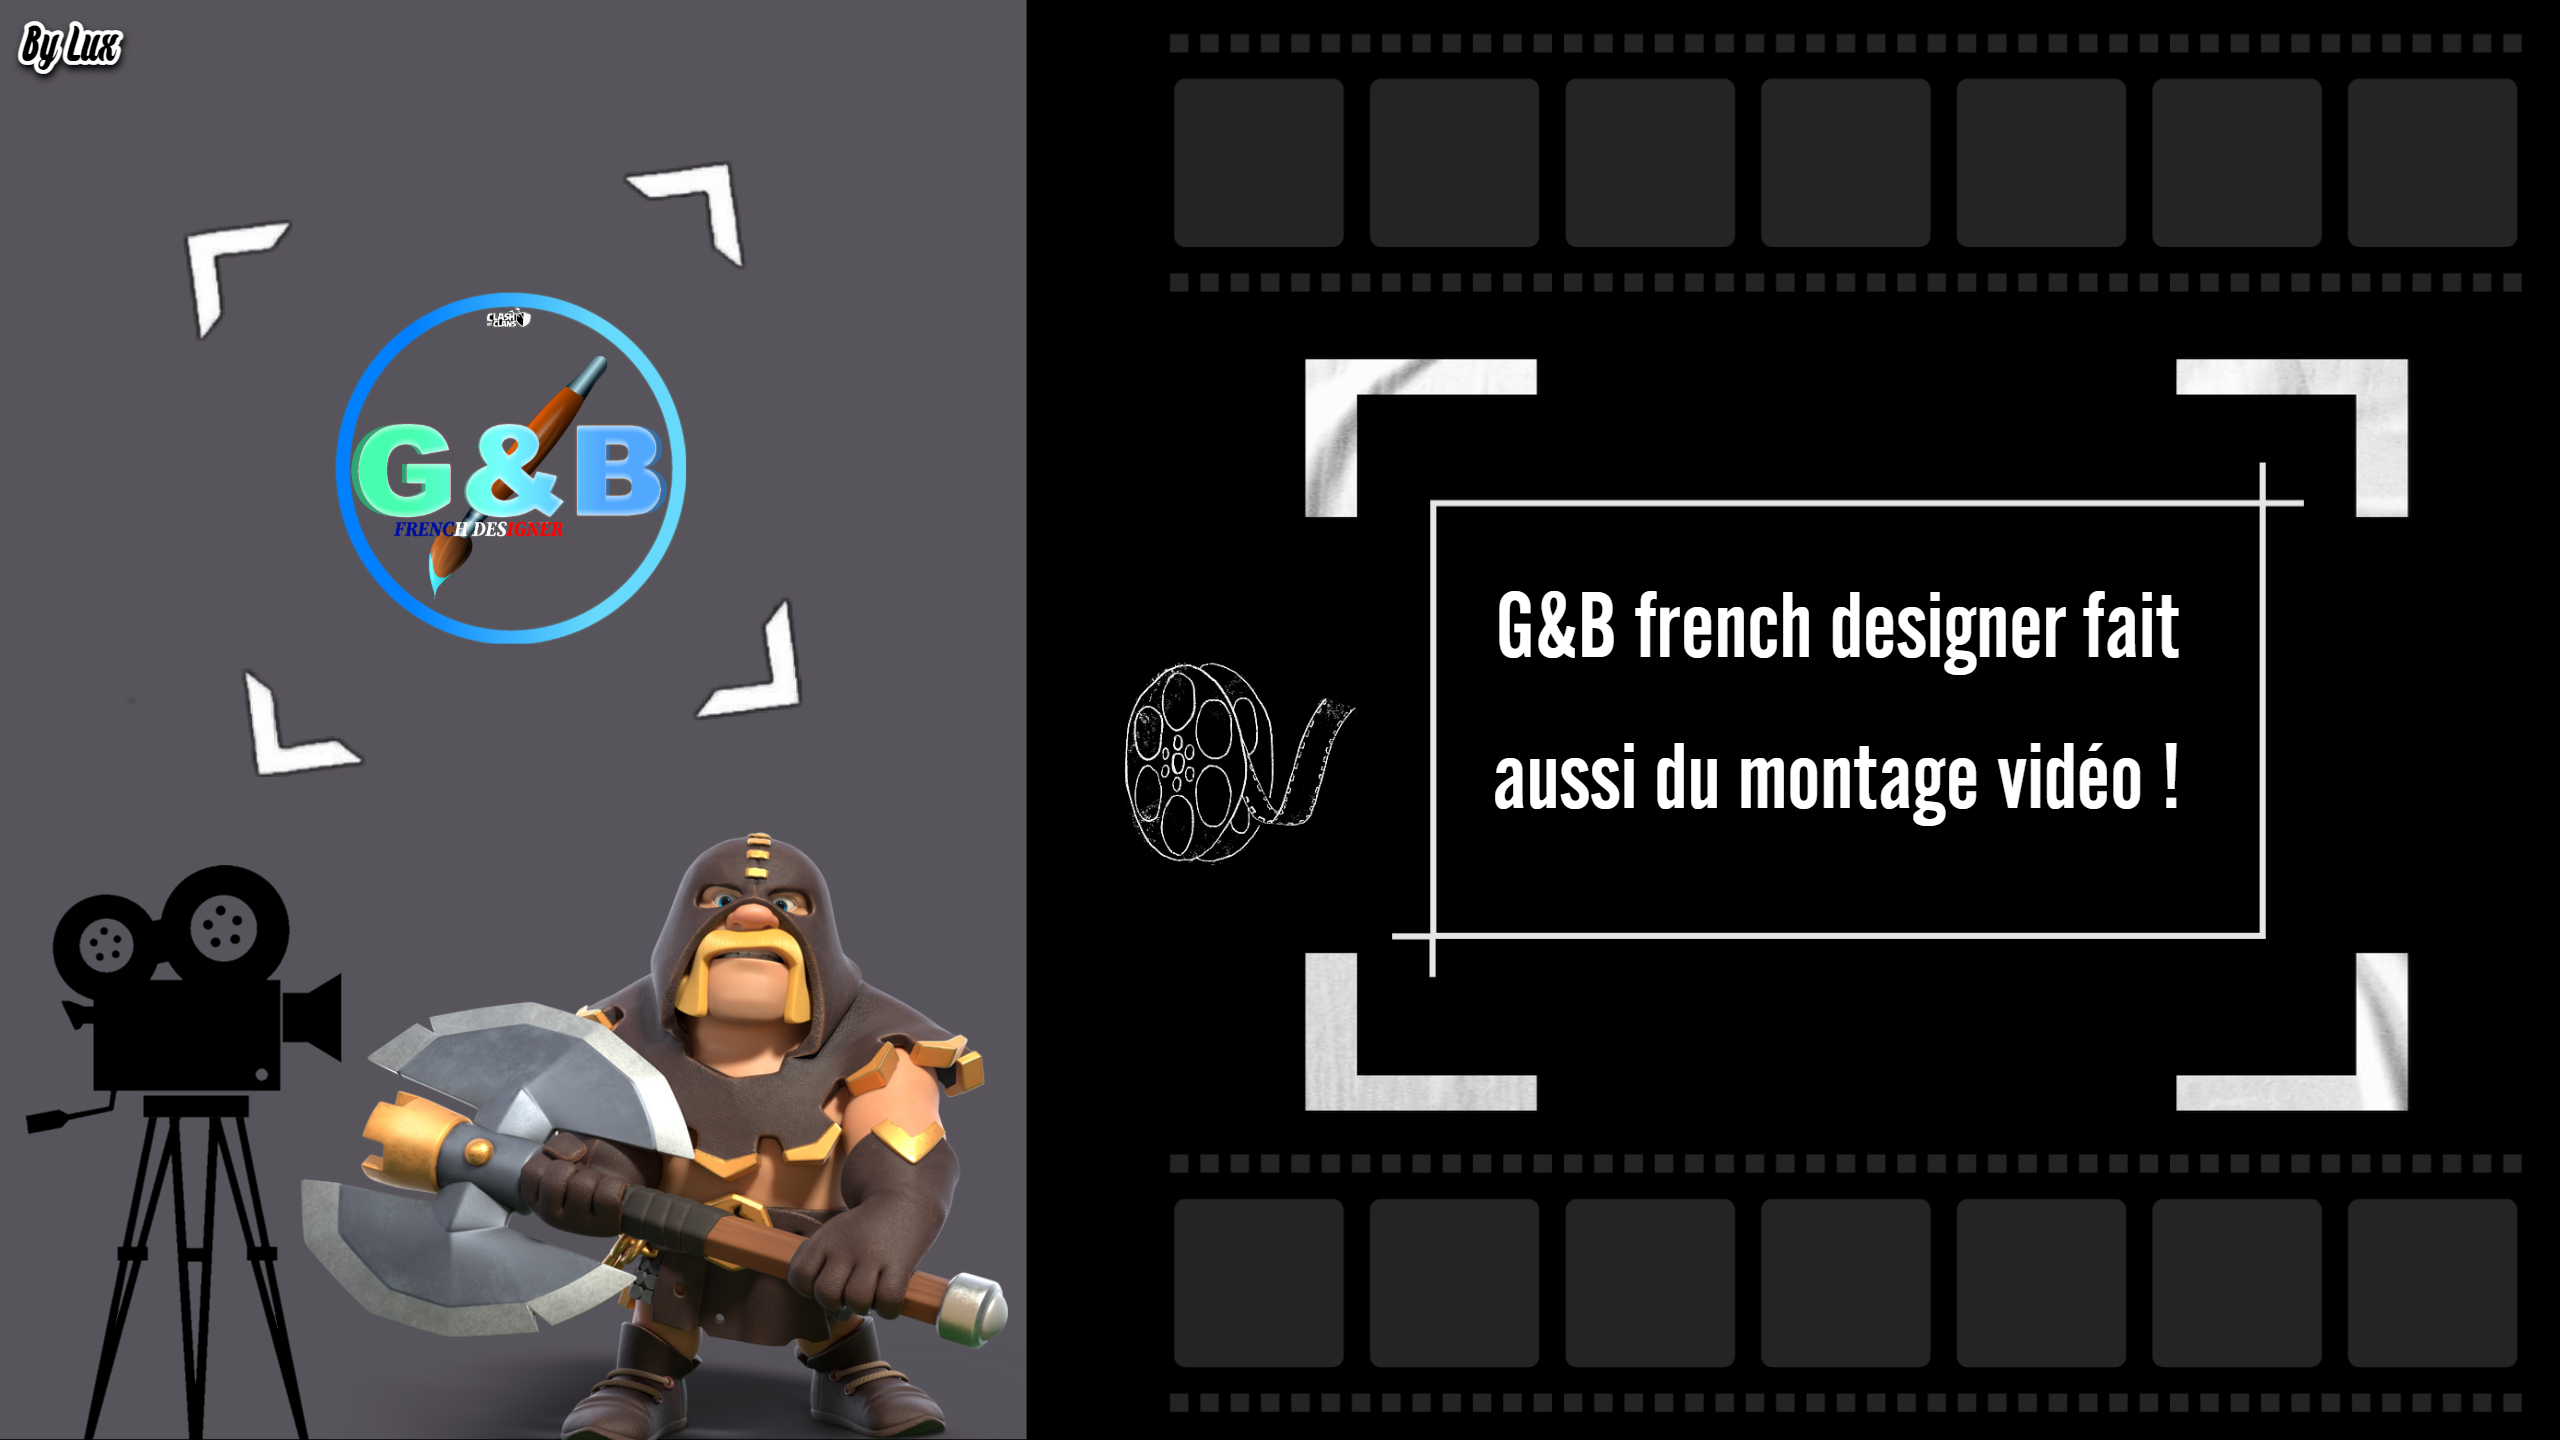 By Lux
CLASH
OF CLANS
G&B
FRENCH DESIGNER
G&B french designer fait
aussi du montage vidéo !